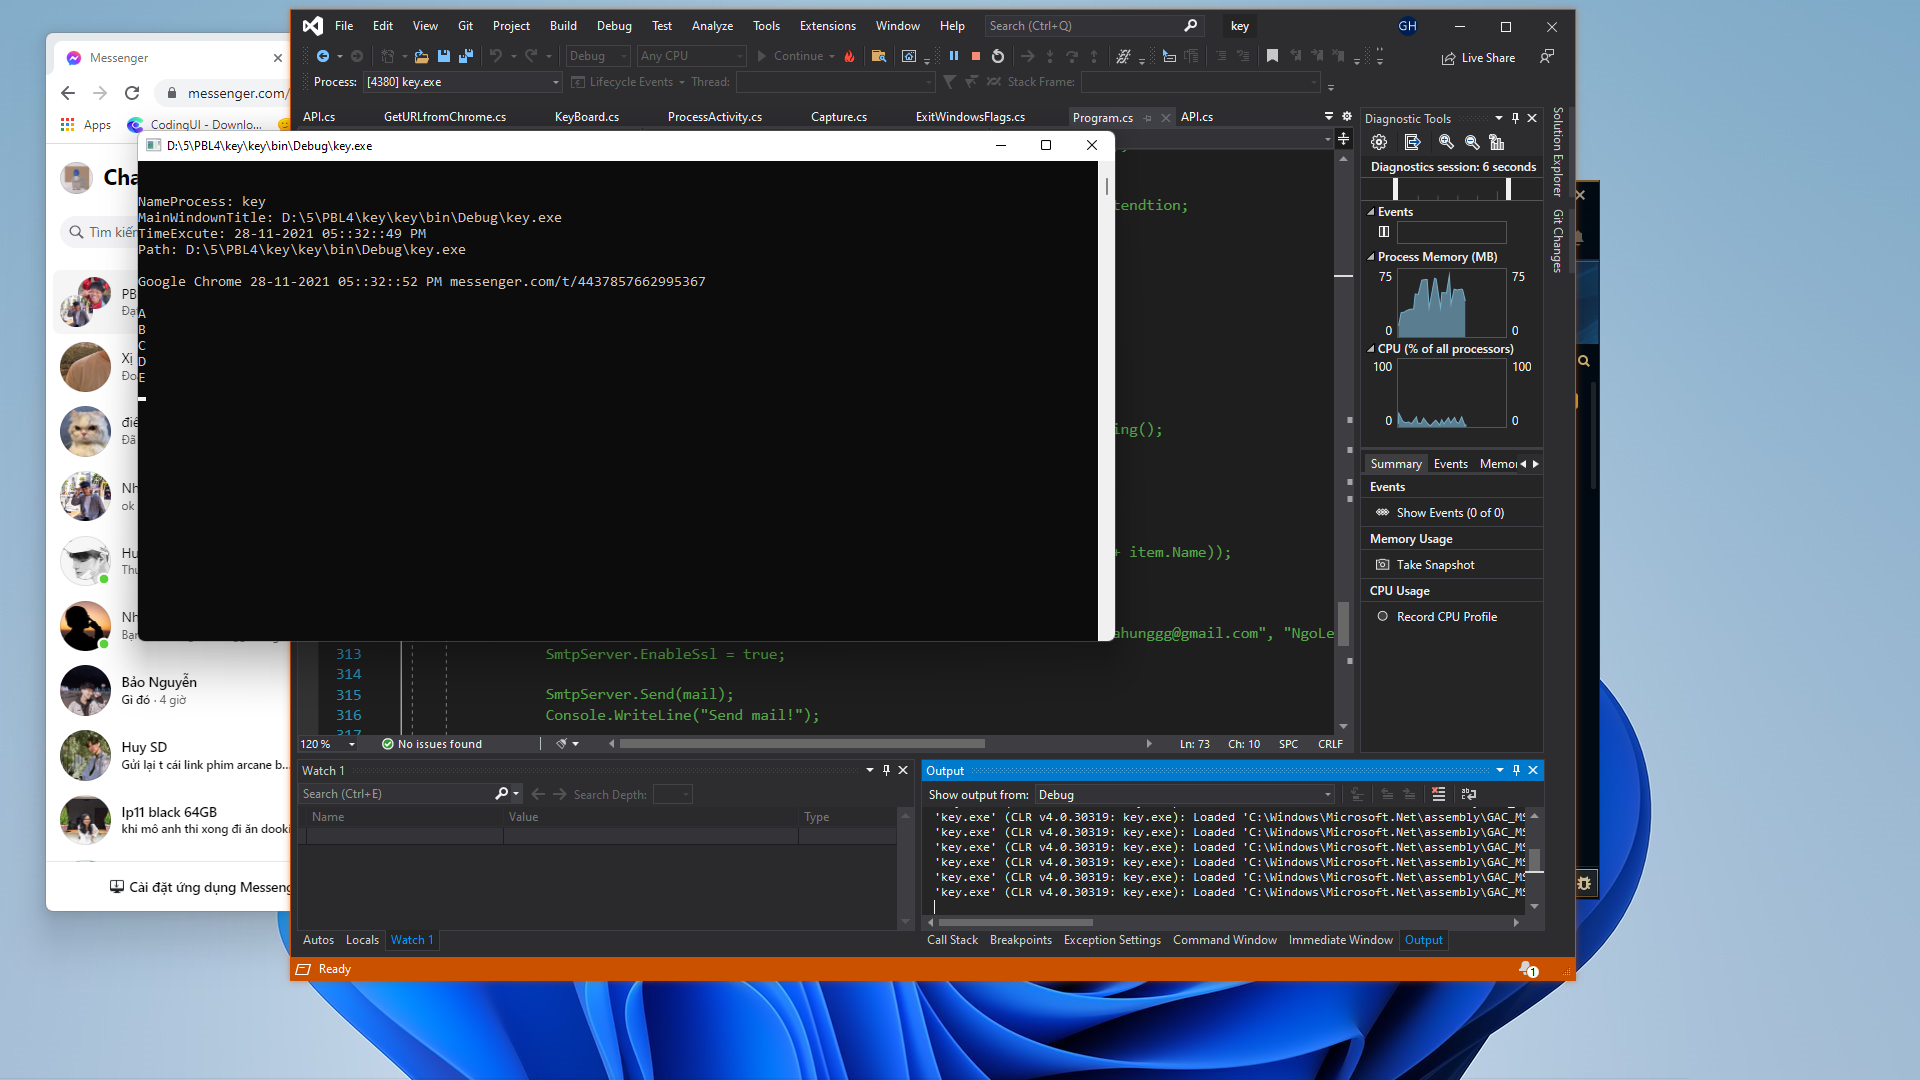 Messenger
messenger.com/
Apps
CodingUI - Downlo...
Cha
Tìm kiếm
PB
Đạt
Xị
Đo
điề
Đã
Nh
ok
Hu
Thu
Nh
Bạn
Bảo Nguyễn
Gì đó · 4 giờ
Huy SD
Gửi lại t cái link phim arcane b...
Ip11 black 64GB
khi mô anh thi xong đi ăn dooki
Cài đặt ứng dụng Messeng
File Edit View Git Project Build Debug Test Analyze Tools Extensions Window Help Search (Ctrl+Q) key GH
Debug Any CPU Continue Live Share
Process: [4380] key.exe Lifecycle Events Thread: Stack Frame:
API.cs GetURLfromChrome.cs KeyBoard.cs ProcessActivity.cs Capture.cs ExitWindowsFlags.cs Program.cs API.cs
D:\5\PBL4\key\key\bin\Debug\key.exe
NameProcess: key
MainWindownTitle: D:\5\PBL4\key\key\bin\Debug\key.exe
TimeExcute: 28-11-2021 05::32::49 PM
Path: D:\5\PBL4\key\key\bin\Debug\key.exe
Google Chrome 28-11-2021 05::32::52 PM messenger.com/t/4437857662995367
A
B
C
D
E
tendtion;
ing();
+ item.Name));
ahunggg@gmail.com", "NgoLe
313 SmtpServer.EnableSsl = true;
314
315 SmtpServer.Send(mail);
316 Console.WriteLine("Send mail!");
317
120 % No issues found Ln: 73 Ch: 10 SPC CRLF
Diagnostic Tools
Diagnostics session: 6 seconds
Events
Process Memory (MB)
75 75
0 0
CPU (% of all processors)
100 100
0 0
Summary Events Memor
Events
Show Events (0 of 0)
Memory Usage
Take Snapshot
CPU Usage
Record CPU Profile
Solution Explorer
Git Changes
Watch 1
Search (Ctrl+E) Search Depth:
Name Value Type
Autos Locals Watch 1
Output
Show output from: Debug
'key.exe' (CLR v4.0.30319: key.exe): Loaded 'C:\Windows\Microsoft.Net\assembly\GAC_MS
'key.exe' (CLR v4.0.30319: key.exe): Loaded 'C:\Windows\Microsoft.Net\assembly\GAC_MS
'key.exe' (CLR v4.0.30319: key.exe): Loaded 'C:\Windows\Microsoft.Net\assembly\GAC_MS
'key.exe' (CLR v4.0.30319: key.exe): Loaded 'C:\Windows\Microsoft.Net\assembly\GAC_MS
'key.exe' (CLR v4.0.30319: key.exe): Loaded 'C:\Windows\Microsoft.Net\assembly\GAC_MS
'key.exe' (CLR v4.0.30319: key.exe): Loaded 'C:\Windows\Microsoft.Net\assembly\GAC_MS
Call Stack Breakpoints Exception Settings Command Window Immediate Window Output
Ready 1